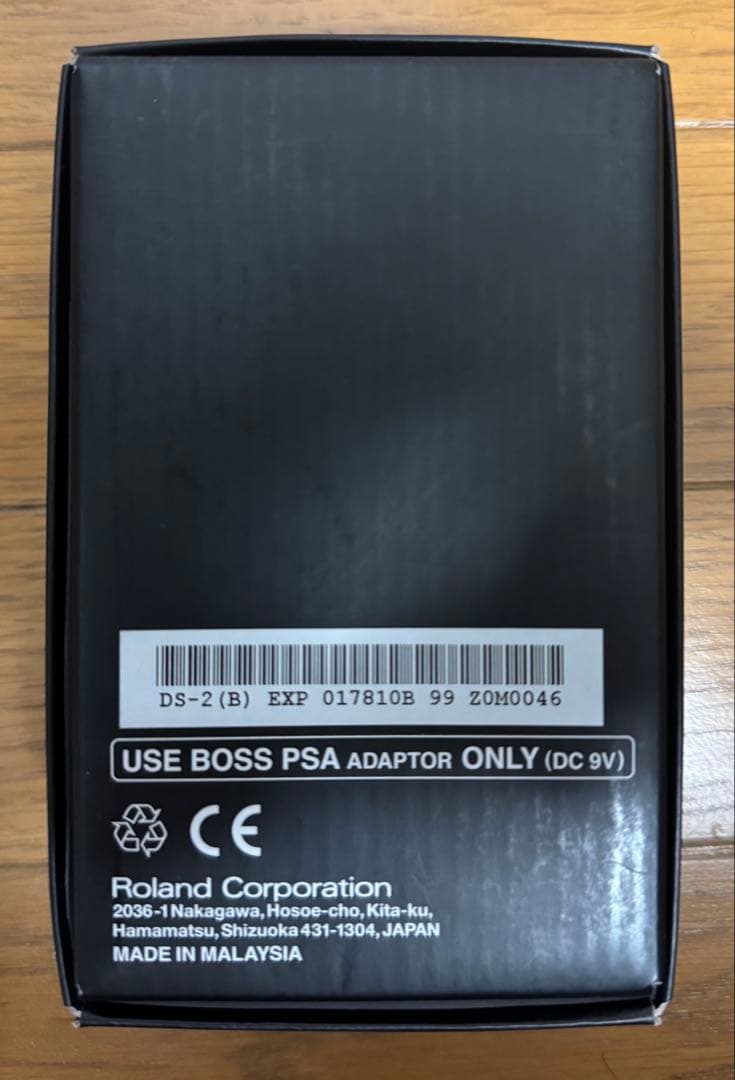 DS-2(B) EXP 017810B 99 Z0M0046
USE BOSS PSA ADAPTOR ONLY (DC 9V)
CE
Roland Corporation
2036-1 Nakagawa, Hosoe-cho, Kita-ku,
Hamamatsu, Shizuoka 431-1304, JAPAN
MADE IN MALAYSIA